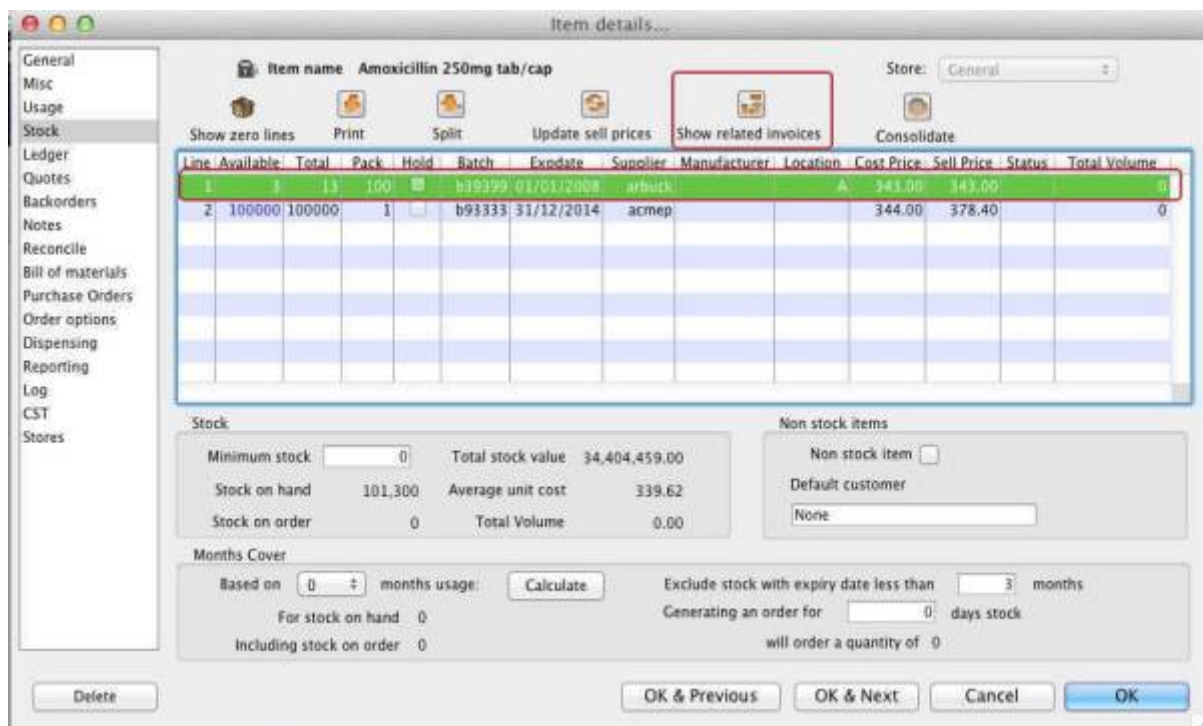 Item details...
General
Misc
Usage
Stock
Ledger
Quotes
Backorders
Notes
Reconcile
Bill of materials
Purchase Orders
Order options
Dispensing
Reporting
Log
CST
Stores
Item name Amoxicillin 250mg tab/cap
Store: General
Show zero lines Print Split Update sell prices Show related invoices Consolidate
Line Available Total Pack Hold Batch Expdate Supplier Manufacturer Location Cost Price Sell Price Status Total Volume
1 3 13 100 b39399 01/01/2008 arbuck A 343.00 343.00 0
2 100000 100000 1 b93333 31/12/2014 acmep 344.00 378.40 0
Stock
Minimum stock 0 Total stock value 34,404,459.00
Stock on hand 101,300 Average unit cost 339.62
Stock on order 0 Total Volume 0.00
Non stock items
Non stock item
Default customer
None
Months Cover
Based on 0 months usage: Calculate Exclude stock with expiry date less than 3 months
For stock on hand 0 Generating an order for 0 days stock
Including stock on order 0 will order a quantity of 0
Delete OK & Previous OK & Next Cancel OK